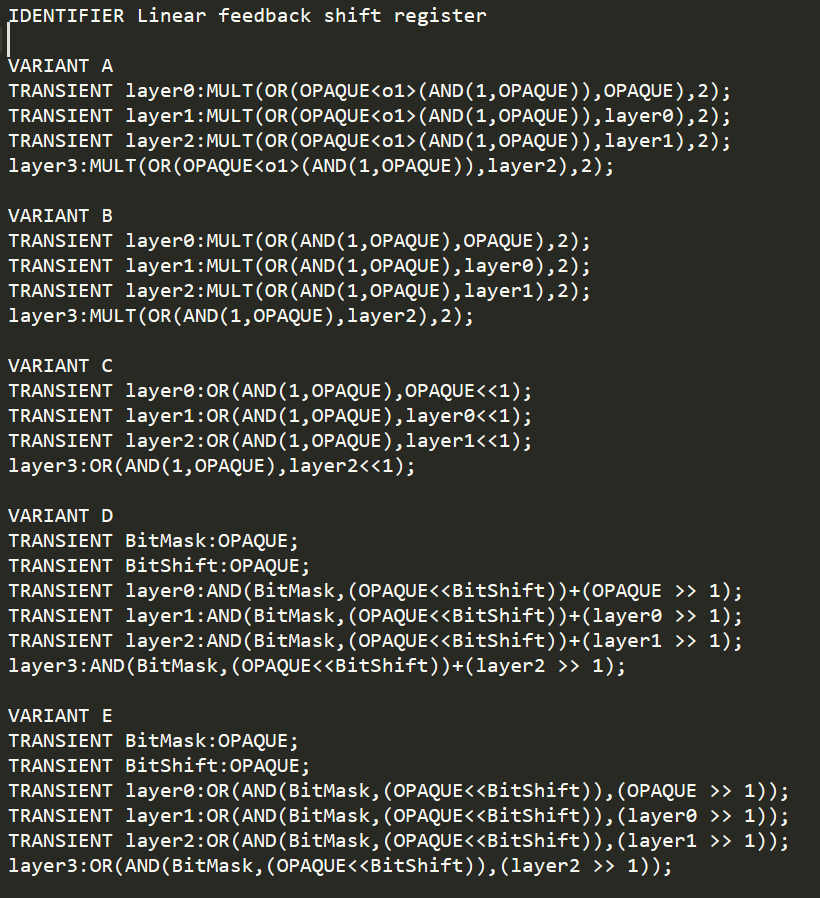 IDENTIFIER Linear feedback shift register
VARIANT A
TRANSIENT layer0:MULT(OR(OPAQUE<o1>(AND(1,OPAQUE)),OPAQUE),2);
TRANSIENT layer1:MULT(OR(OPAQUE<o1>(AND(1,OPAQUE)),layer0),2);
TRANSIENT layer2:MULT(OR(OPAQUE<o1>(AND(1,OPAQUE)),layer1),2);
layer3:MULT(OR(OPAQUE<o1>(AND(1,OPAQUE)),layer2),2);
VARIANT B
TRANSIENT layer0:MULT(OR(AND(1,OPAQUE),OPAQUE),2);
TRANSIENT layer1:MULT(OR(AND(1,OPAQUE),layer0),2);
TRANSIENT layer2:MULT(OR(AND(1,OPAQUE),layer1),2);
layer3:MULT(OR(AND(1,OPAQUE),layer2),2);
VARIANT C
TRANSIENT layer0:OR(AND(1,OPAQUE),OPAQUE<<1);
TRANSIENT layer1:OR(AND(1,OPAQUE),layer0<<1);
TRANSIENT layer2:OR(AND(1,OPAQUE),layer1<<1);
layer3:OR(AND(1,OPAQUE),layer2<<1);
VARIANT D
TRANSIENT BitMask:OPAQUE;
TRANSIENT BitShift:OPAQUE;
TRANSIENT layer0:AND(BitMask,(OPAQUE<<BitShift))+(OPAQUE >> 1);
TRANSIENT layer1:AND(BitMask,(OPAQUE<<BitShift))+(layer0 >> 1);
TRANSIENT layer2:AND(BitMask,(OPAQUE<<BitShift))+(layer1 >> 1);
layer3:AND(BitMask,(OPAQUE<<BitShift))+(layer2 >> 1);
VARIANT E
TRANSIENT BitMask:OPAQUE;
TRANSIENT BitShift:OPAQUE;
TRANSIENT layer0:OR(AND(BitMask,(OPAQUE<<BitShift)),(OPAQUE >> 1));
TRANSIENT layer1:OR(AND(BitMask,(OPAQUE<<BitShift)),(layer0 >> 1));
TRANSIENT layer2:OR(AND(BitMask,(OPAQUE<<BitShift)),(layer1 >> 1));
layer3:OR(AND(BitMask,(OPAQUE<<BitShift)),(layer2 >> 1));